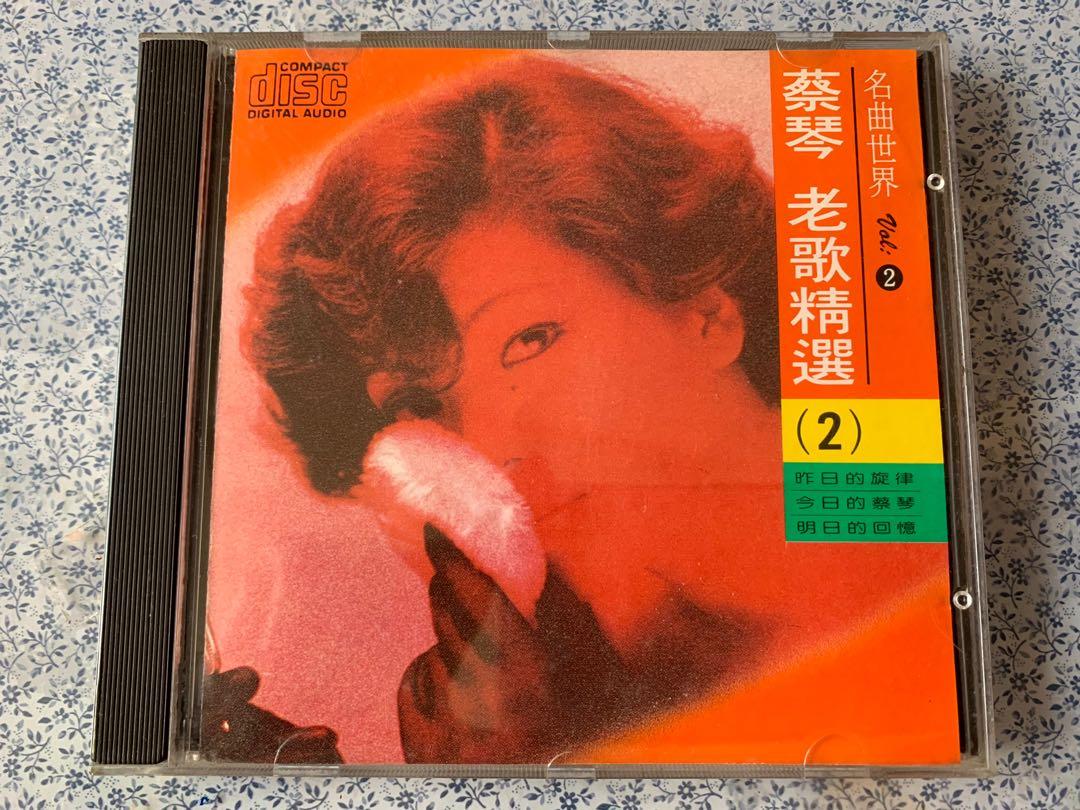 COMPACT
disc
DIGITAL AUDIO
名曲世界 Vol: 2
蔡琴 老歌精選
(2)
昨日的旋律
今日的蔡琴
明日的回憶